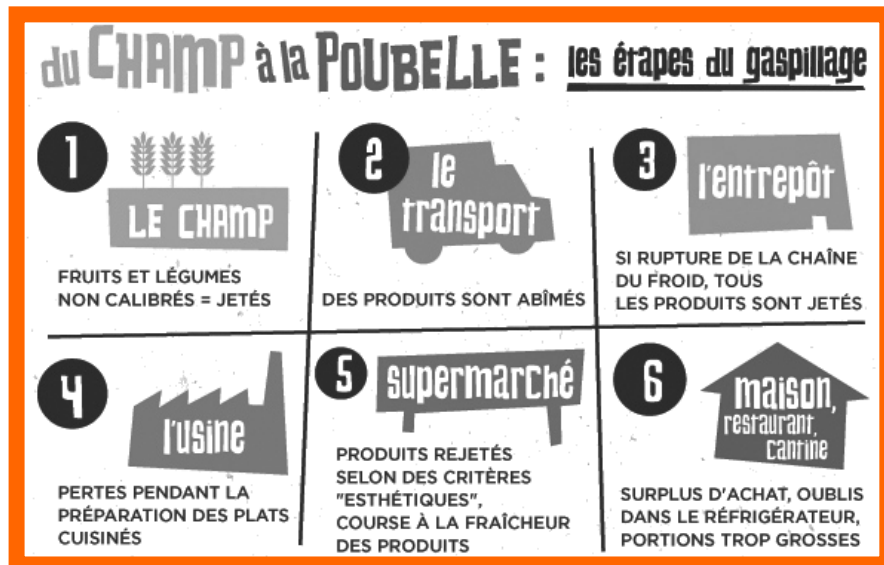 du CHAMP à la POUBELLE : les étapes du gaspillage
1
LE CHAMP
FRUITS ET LÉGUMES
NON CALIBRÉS = JETÉS
2
le
transport
DES PRODUITS SONT ABÎMÉS
3
l'entrepôt
SI RUPTURE DE LA CHAÎNE
DU FROID, TOUS
LES PRODUITS SONT JETÉS
4
l'usine
PERTES PENDANT LA
PRÉPARATION DES PLATS
CUISINÉS
5
supermarché
PRODUITS REJETÉS
SELON DES CRITÈRES
"ESTHÉTIQUES",
COURSE À LA FRAÎCHEUR
DES PRODUITS
6
maison,
restaurant,
cantine
SURPLUS D'ACHAT, OUBLIS
DANS LE RÉFRIGÉRATEUR,
PORTIONS TROP GROSSES